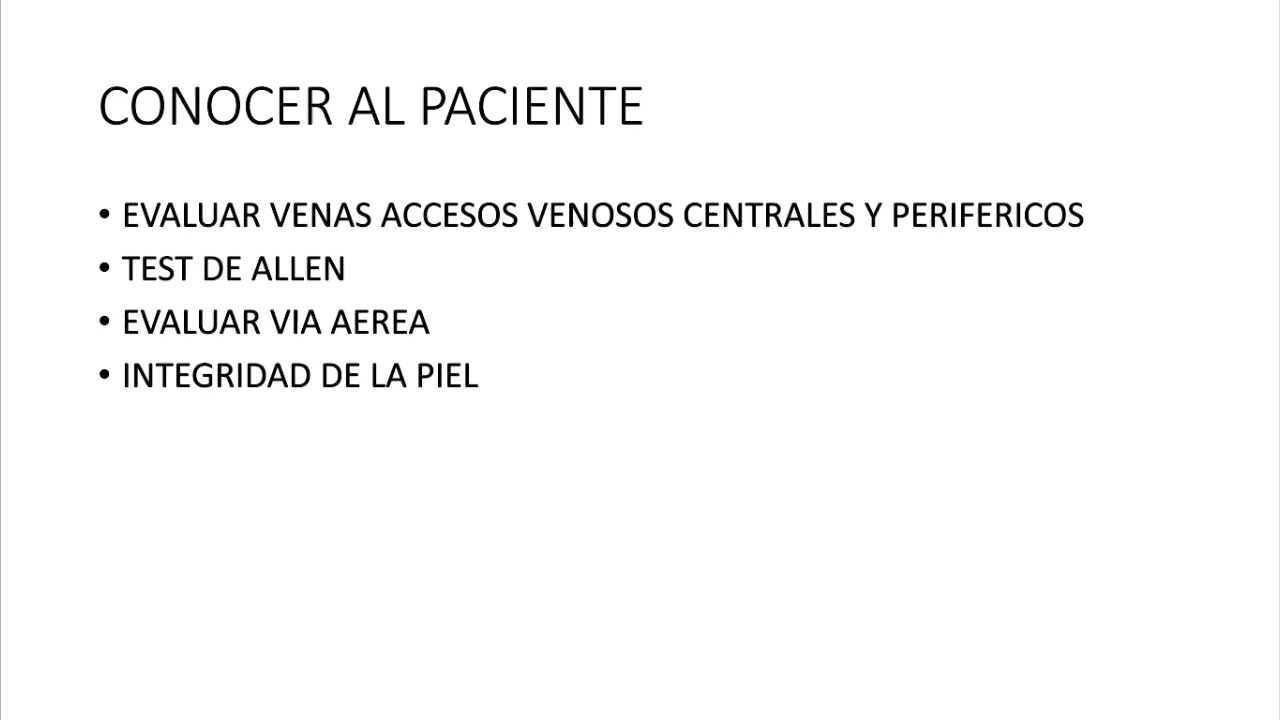 CONOCER AL PACIENTE
• EVALUAR VENAS ACCESOS VENOSOS CENTRALES Y PERIFERICOS
• TEST DE ALLEN
• EVALUAR VIA AEREA
• INTEGRIDAD DE LA PIEL